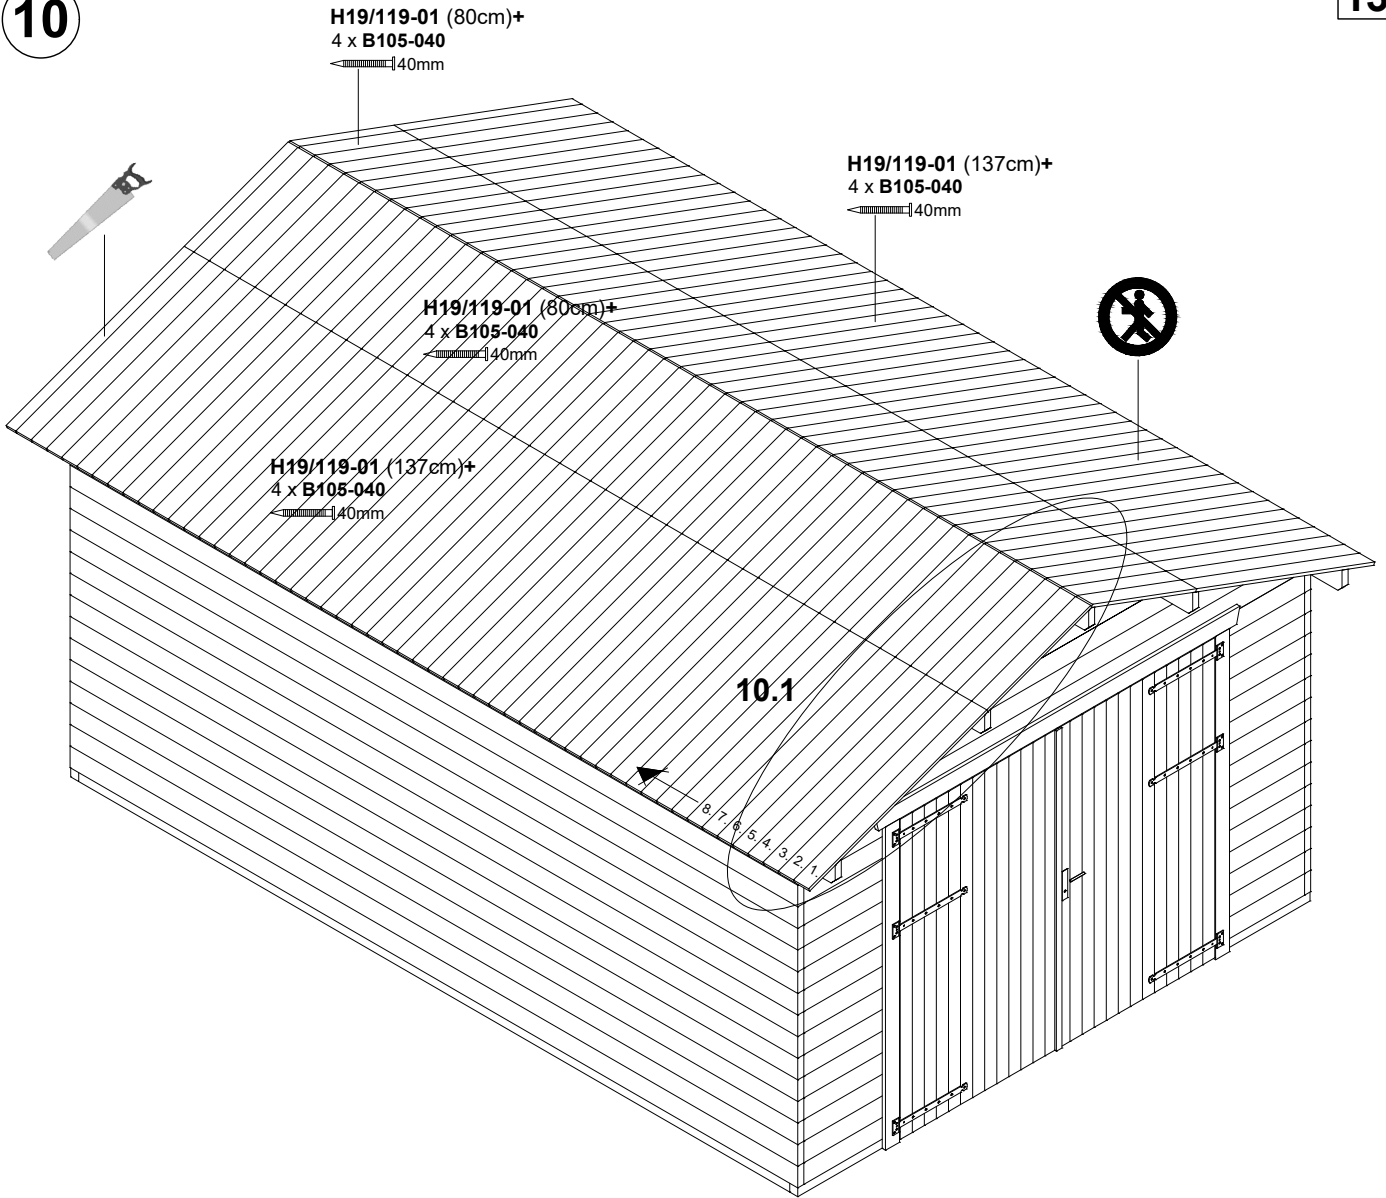 10
H19/119-01 (80cm)+
4 x B105-040
40mm
H19/119-01 (137cm)+
4 x B105-040
40mm
H19/119-01 (80cm)+
4 x B105-040
40mm
H19/119-01 (137cm)+
4 x B105-040
40mm
10.1
8. 7. 6. 5. 4. 3. 2. 1.